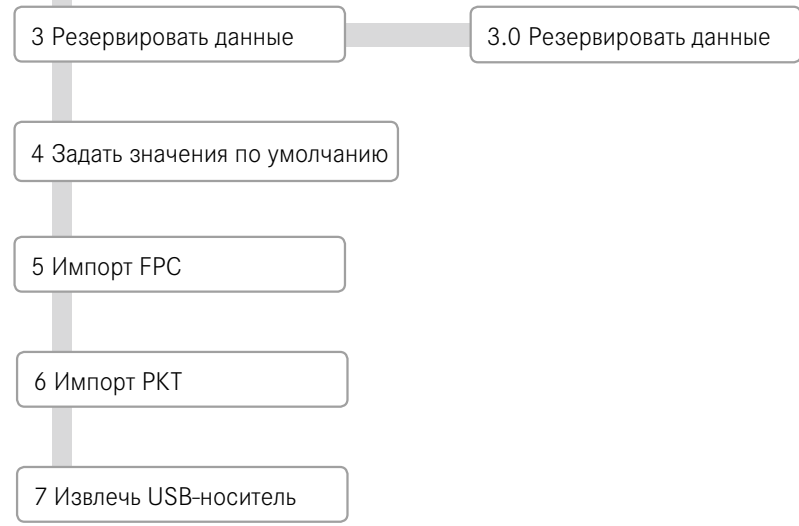 3 Резервировать данные
3.0 Резервировать данные
4 Задать значения по умолчанию
5 Импорт FPC
6 Импорт PKT
7 Извлечь USB-носитель